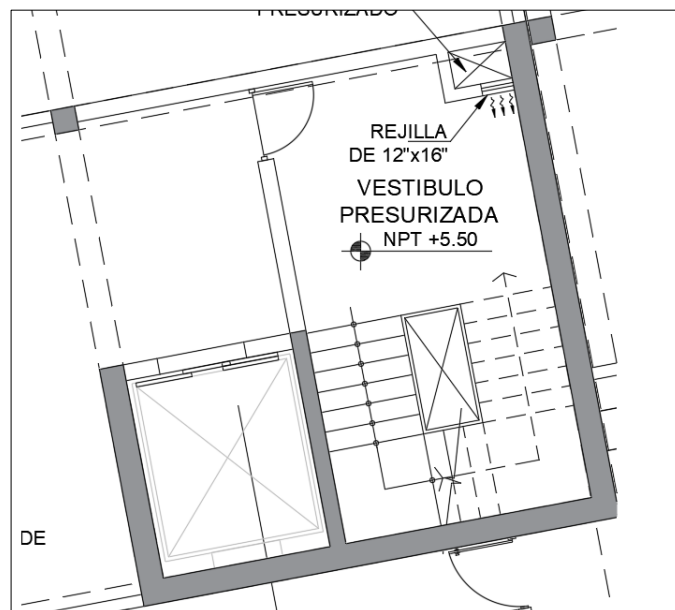 PRESURIZADO
REJILLA
DE 12"x16"
VESTIBULO
PRESURIZADA
NPT +5.50
DE